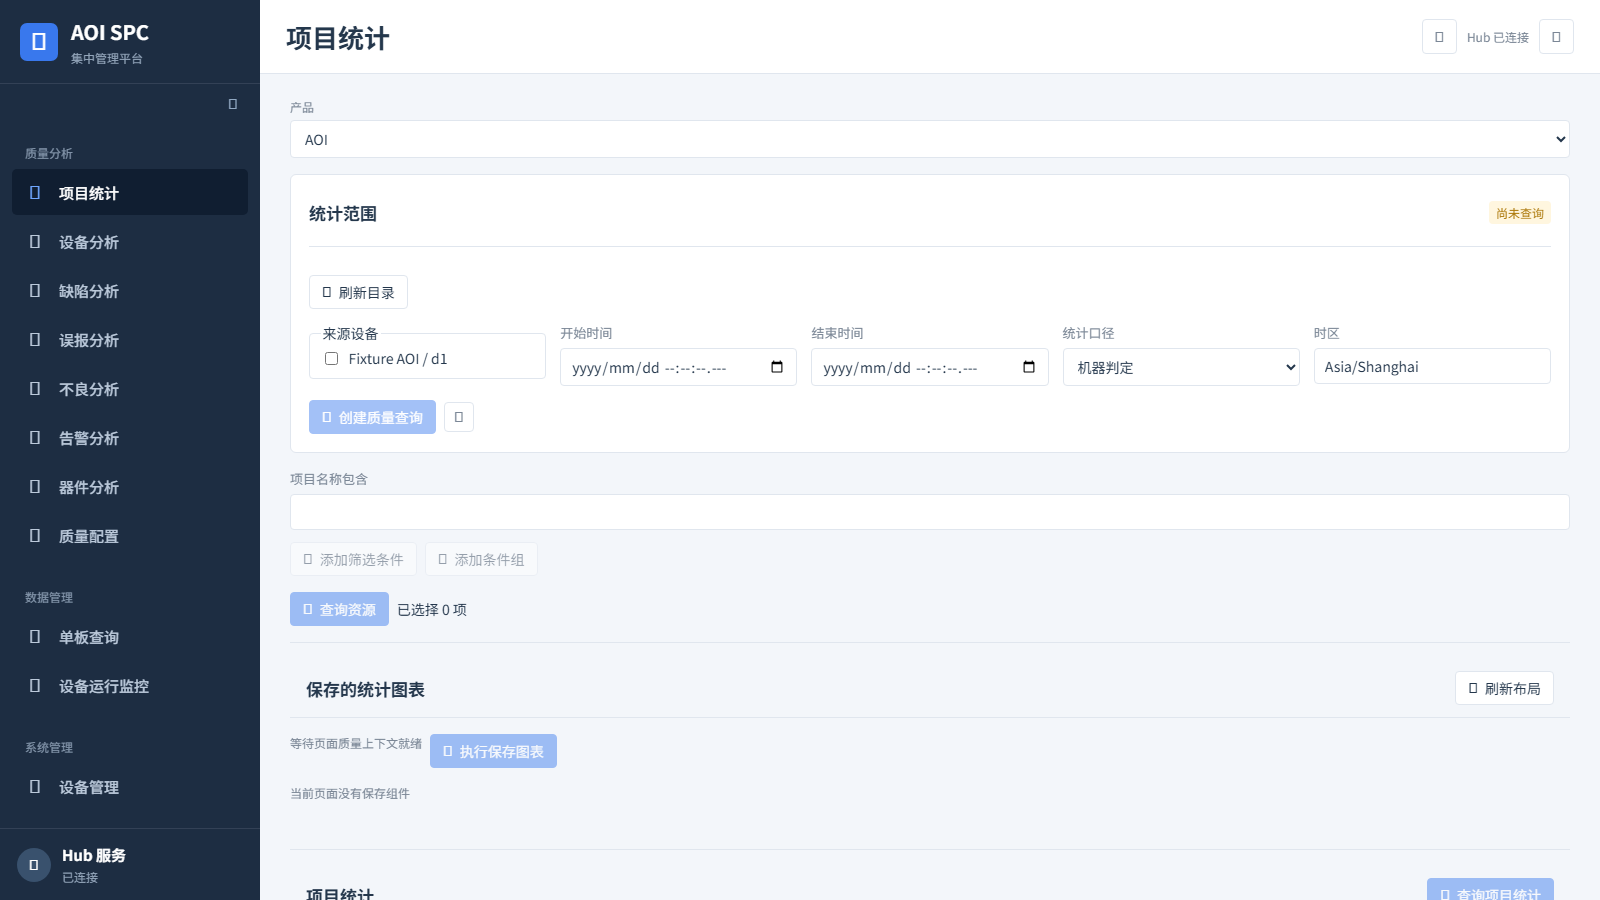 AOI SPC
集中管理平台
质量分析
项目统计
设备分析
缺陷分析
误报分析
不良分析
告警分析
器件分析
质量配置
数据管理
单板查询
设备运行监控
系统管理
设备管理
Hub 服务
已连接
项目统计
Hub 已连接
产品
AOI
统计范围
尚未查询
刷新目录
来源设备
Fixture AOI / d1
开始时间
yyyy/mm/dd --:--:--.---
结束时间
yyyy/mm/dd --:--:--.---
统计口径
机器判定
时区
Asia/Shanghai
创建质量查询
项目名称包含
添加筛选条件
添加条件组
查询资源
已选择 0 项
保存的统计图表
刷新布局
等待页面质量上下文就绪
执行保存图表
当前页面没有保存组件
项目统计
查询项目统计